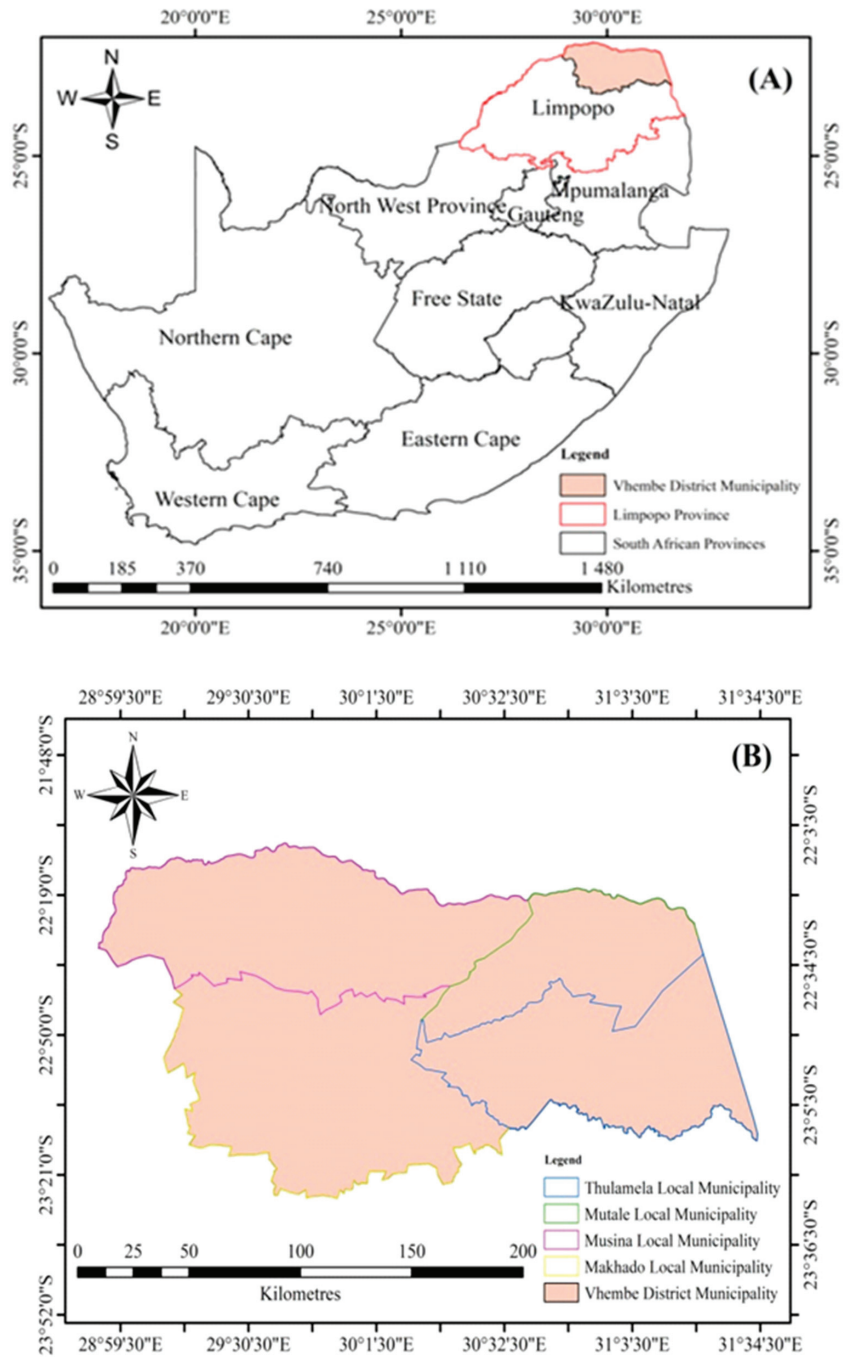 20°0'0"E 25°0'0"E 30°0'0"E
N
W E
S
(A)
Limpopo
25°0'0"S 25°0'0"S
Mpumalanga
North West Province
Gauteng
Free State
KwaZulu-Natal
Northern Cape
30°0'0"S 30°0'0"S
Eastern Cape
Western Cape
Legend
Vhembe District Municipality
Limpopo Province
South African Provinces
35°0'0"S 35°0'0"S
0 185 370 740 1 110 1 480
Kilometres
20°0'0"E 25°0'0"E 30°0'0"E
28°59'30"E 29°30'30"E 30°1'30"E 30°32'30"E 31°3'30"E 31°34'30"E
21°48'0"S
N
W E
S
(B)
22°3'30"S
22°19'0"S
22°34'30"S
22°50'0"S
23°5'30"S
23°21'0"S
Legend
Thulamela Local Municipality
Mutale Local Municipality
Musina Local Municipality
Makhado Local Municipality
Vhembe District Municipality
23°36'30"S
0 25 50 100 150 200
Kilometres
23°52'0"S
28°59'30"E 29°30'30"E 30°1'30"E 30°32'30"E 31°3'30"E 31°34'30"E